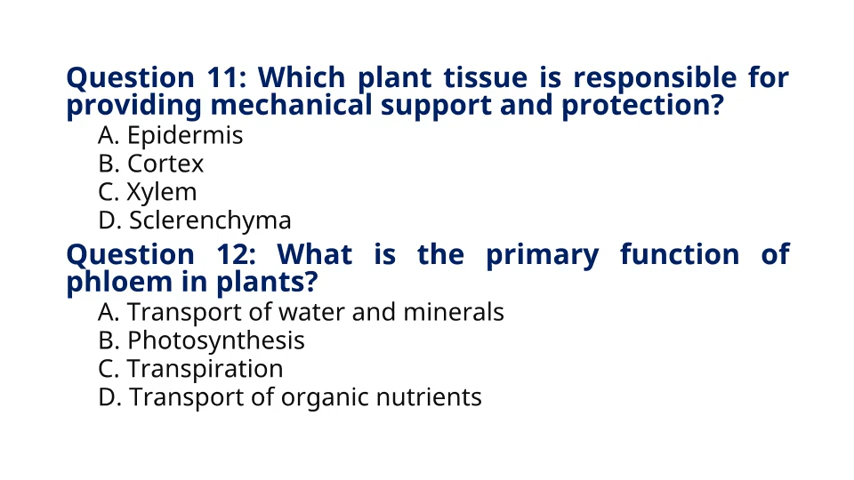 Question 11: Which plant tissue is responsible for
providing mechanical support and protection?
A. Epidermis
B. Cortex
C. Xylem
D. Sclerenchyma
Question 12: What is the primary function of
phloem in plants?
A. Transport of water and minerals
B. Photosynthesis
C. Transpiration
D. Transport of organic nutrients